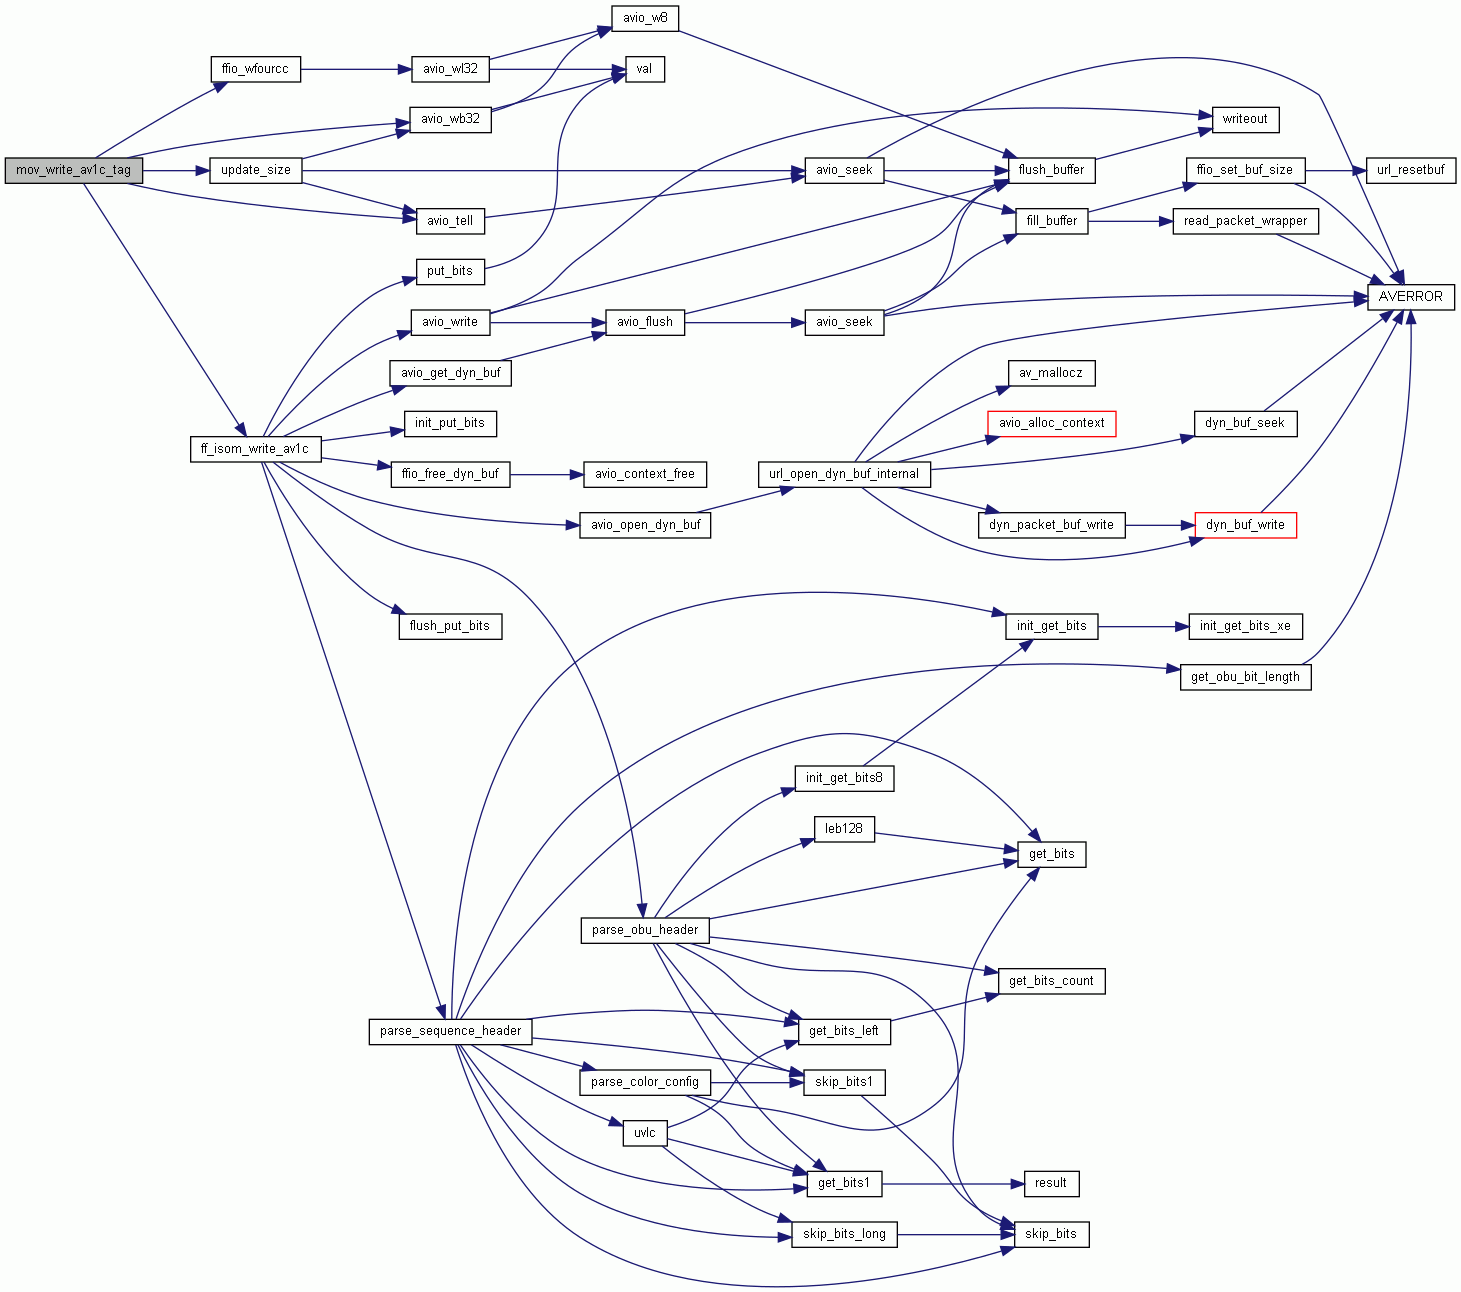 avio_w8
ffio_wfourcc
avio_wl32
val
avio_wb32
writeout
mov_write_av1c_tag
update_size
avio_seek
flush_buffer
ffio_set_buf_size
url_resetbuf
avio_tell
fill_buffer
read_packet_wrapper
put_bits
AVERROR
avio_write
avio_flush
avio_seek
avio_get_dyn_buf
av_mallocz
init_put_bits
avio_alloc_context
dyn_buf_seek
ff_isom_write_av1c
ffio_free_dyn_buf
avio_context_free
url_open_dyn_buf_internal
avio_open_dyn_buf
dyn_packet_buf_write
dyn_buf_write
flush_put_bits
init_get_bits
init_get_bits_xe
get_obu_bit_length
init_get_bits8
leb128
get_bits
parse_obu_header
get_bits_count
parse_sequence_header
get_bits_left
parse_color_config
skip_bits1
uvlc
get_bits1
result
skip_bits_long
skip_bits